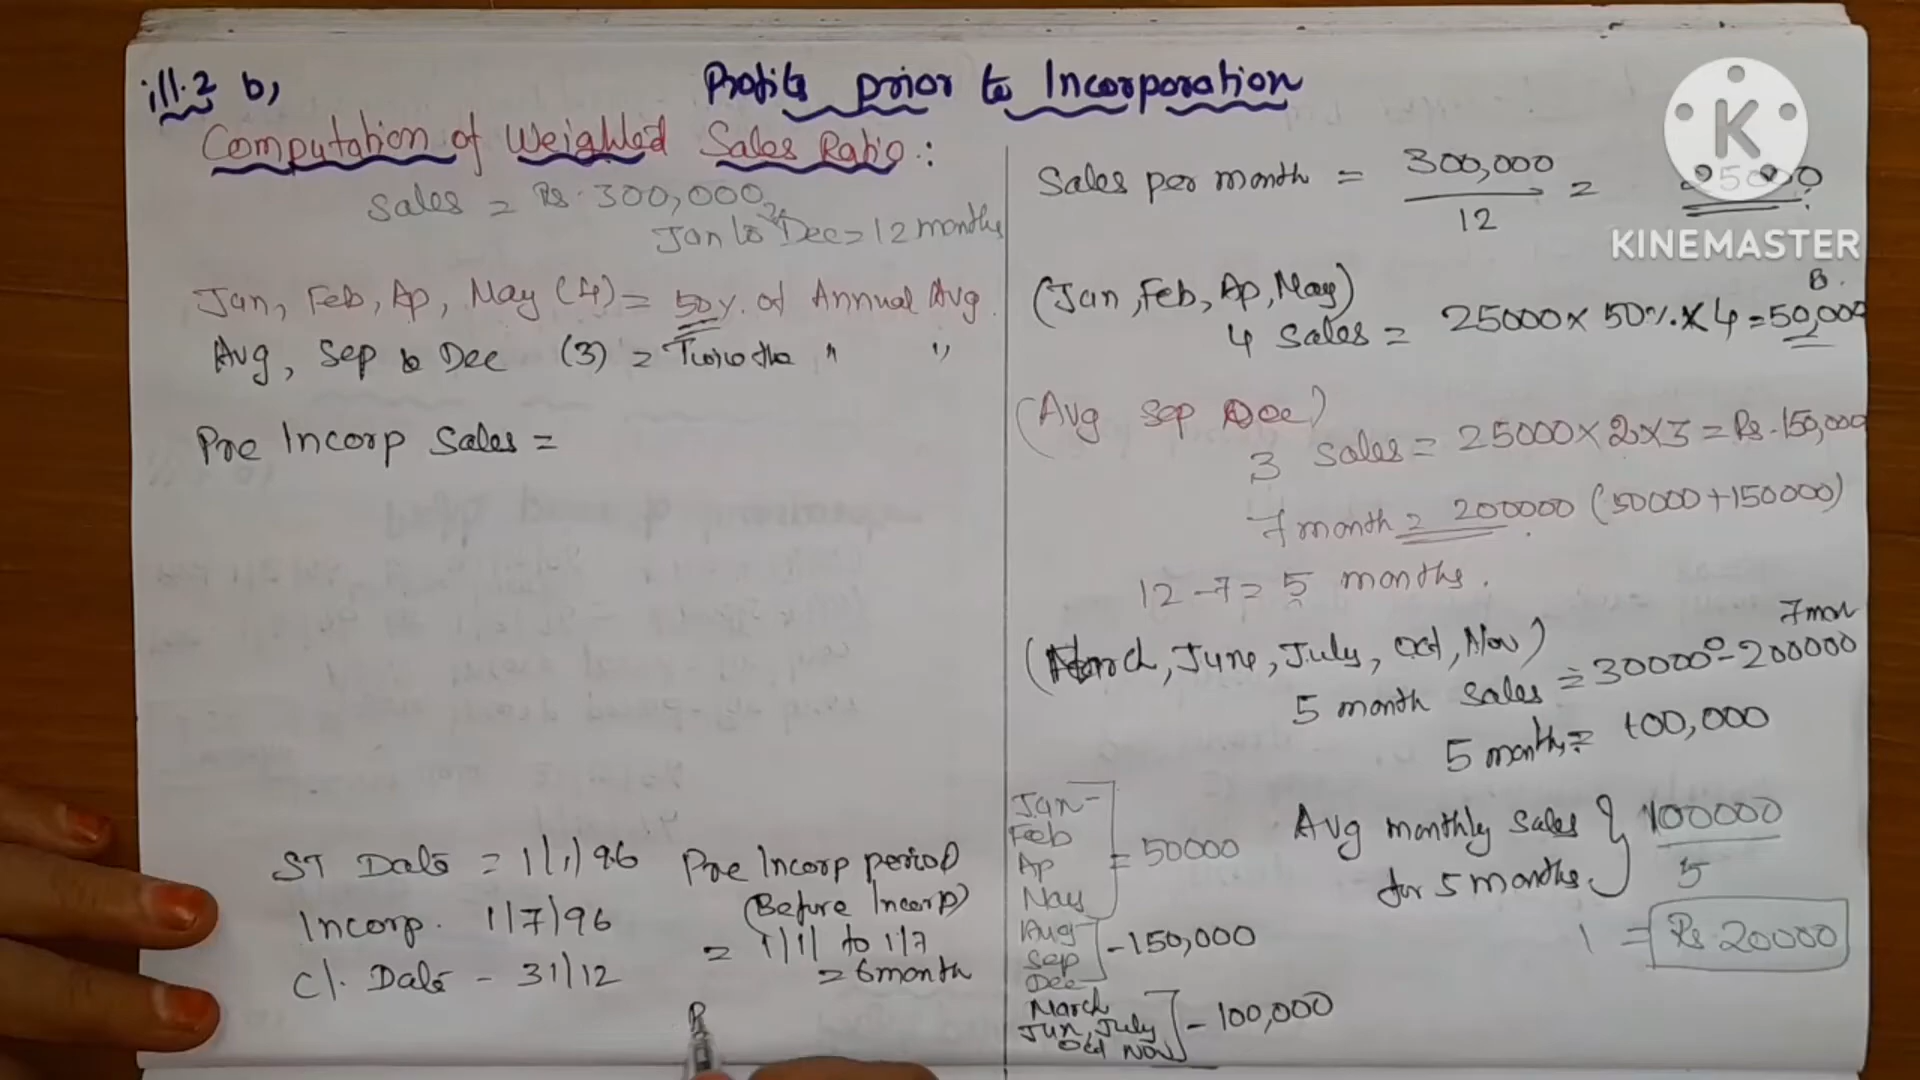 ill.2 b,
Profits prior to Incorporation
Computation of Weighted Sales Ratio:
Sales = Rs. 300,000,
Jan to Dec = 12 months
Jan, Feb, Ap, May (4) = 50% of Annual Avg.
Aug, Sep & Dec (3) = Twice the " "
Pre Incorp Sales =
ST Date = 1/1/96
Incorp. 1/7/96
Cl. Date - 31/12
Pre Incorp period
(Before Incorp)
= 1/1/ to 1/7
= 6 month
Sales per month = 300,000
12
= 25000
K
KINEMASTER
(Jan, Feb, Ap, May)
4 Sales = 25000 × 50% × 4 = 50,000
(Aug Sep Dec)
3 Sales = 25000 × 2 × 3 = Rs. 150,000
7 month = 200000 (50000 + 150000)
12 - 7 = 5 months.
(March, June, July, Oct, Nov)
7 mon
5 month sales = 300000 - 200000
5 months = 100,000
Jan
Feb
Ap
May
= 50000
Aug
Sep
Dec
- 150,000
March
Jun, July
Oct Nov
- 100,000
Avg monthly Sales
for 5 months.
100000
5
= Rs. 20000